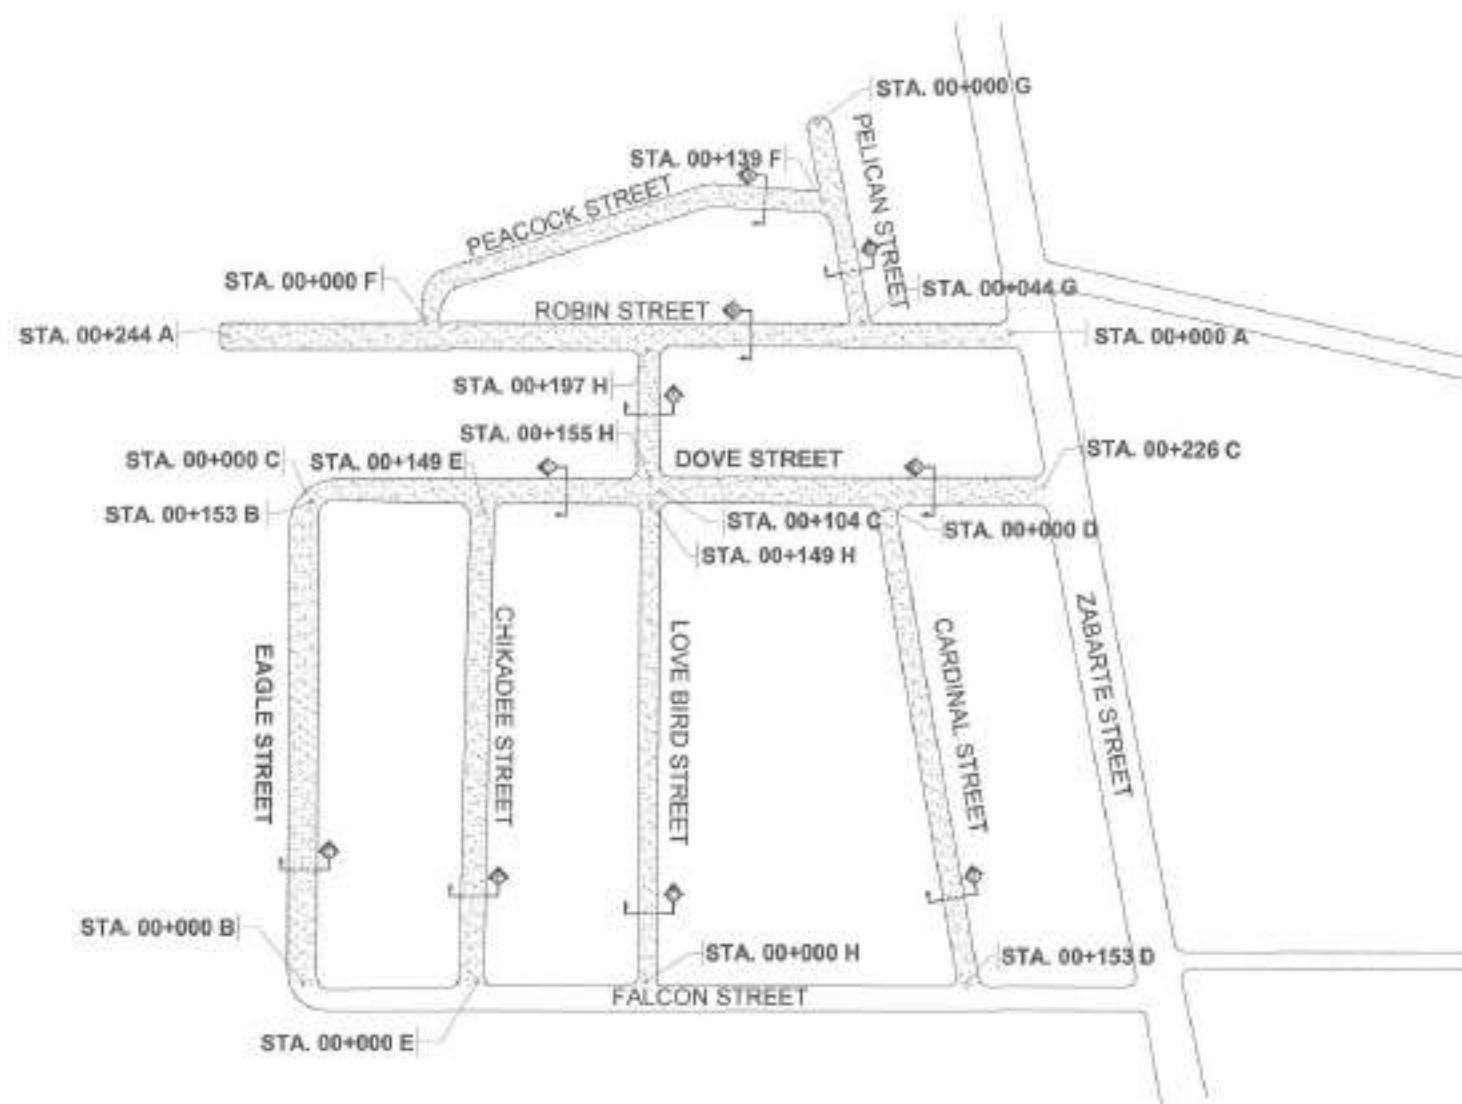 STA. 00+000 G
PELICAN STREET
STA. 00+139 F
PEACOCK STREET
STA. 00+000 F
STA. 00+044 G
ROBIN STREET
STA. 00+244 A
STA. 00+000 A
STA. 00+197 H
STA. 00+155 H
DOVE STREET
STA. 00+226 C
STA. 00+000 C
STA. 00+149 E
STA. 00+153 B
STA. 00+104 C
STA. 00+000 D
STA. 00+149 H
EAGLE STREET
CHIKADEE STREET
LOVE BIRD STREET
CARDINAL STREET
ZABARTE STREET
STA. 00+000 B
STA. 00+000 H
STA. 00+153 D
FALCON STREET
STA. 00+000 E